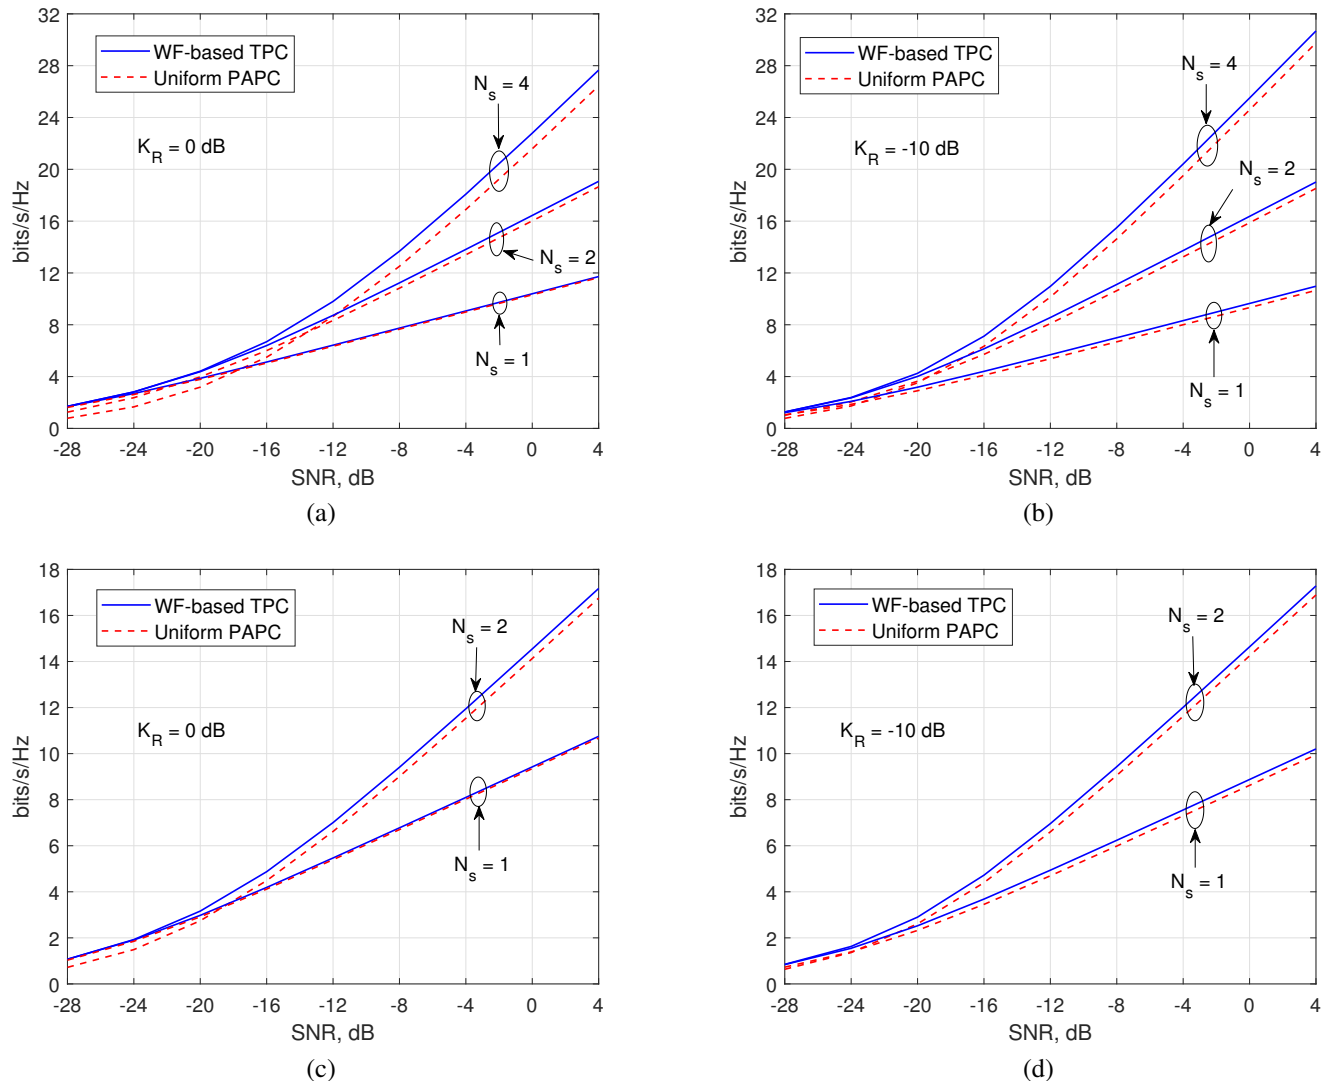 32
28
24
20
16
12
8
4
0
bits/s/Hz
WF-based TPC
Uniform PAPC
K_R = 0 dB
N_s = 4
N_s = 2
N_s = 1
-28 -24 -20 -16 -12 -8 -4 0 4
SNR, dB
(a)
32
28
24
20
16
12
8
4
0
bits/s/Hz
WF-based TPC
Uniform PAPC
K_R = -10 dB
N_s = 4
N_s = 2
N_s = 1
-28 -24 -20 -16 -12 -8 -4 0 4
SNR, dB
(b)
18
16
14
12
10
8
6
4
2
0
bits/s/Hz
WF-based TPC
Uniform PAPC
N_s = 2
K_R = 0 dB
N_s = 1
-28 -24 -20 -16 -12 -8 -4 0 4
SNR, dB
(c)
18
16
14
12
10
8
6
4
2
0
bits/s/Hz
WF-based TPC
Uniform PAPC
N_s = 2
K_R = -10 dB
N_s = 1
-28 -24 -20 -16 -12 -8 -4 0 4
SNR, dB
(d)